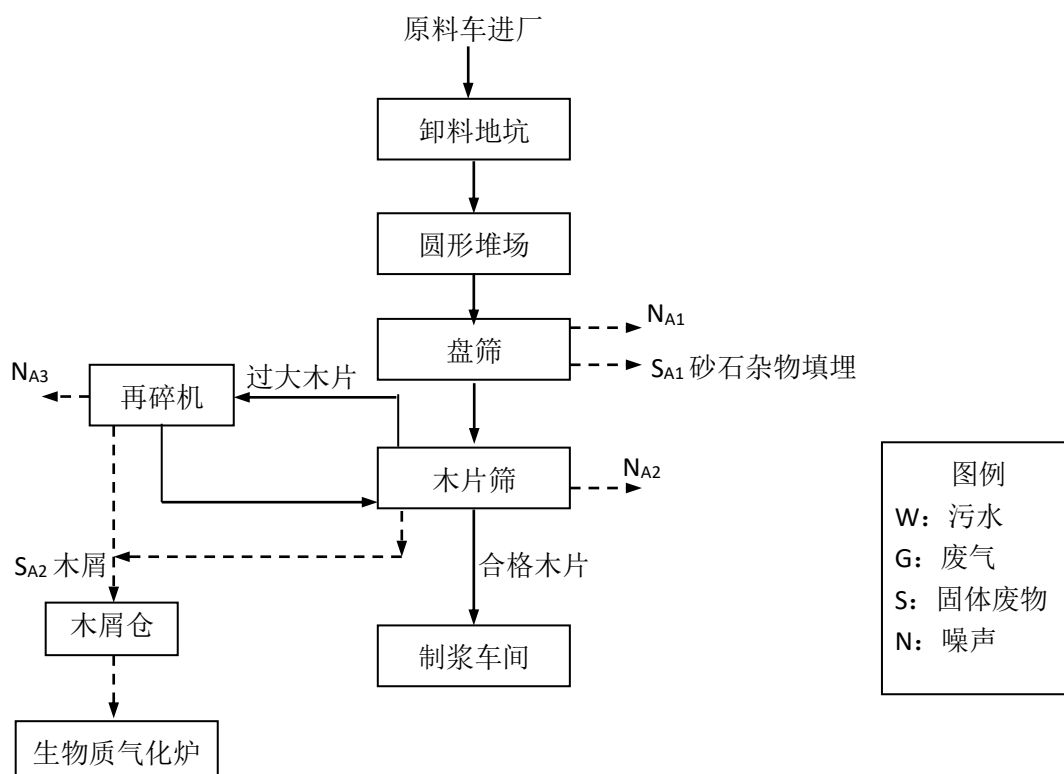 原料车进厂
卸料地坑
圆形堆场
盘筛
NA1
SA1 砂石杂物填埋
NA3
再碎机
过大木片
木片筛
NA2
SA2 木屑
合格木片
木屑仓
制浆车间
生物质气化炉
图例
W：污水
G：废气
S：固体废物
N：噪声